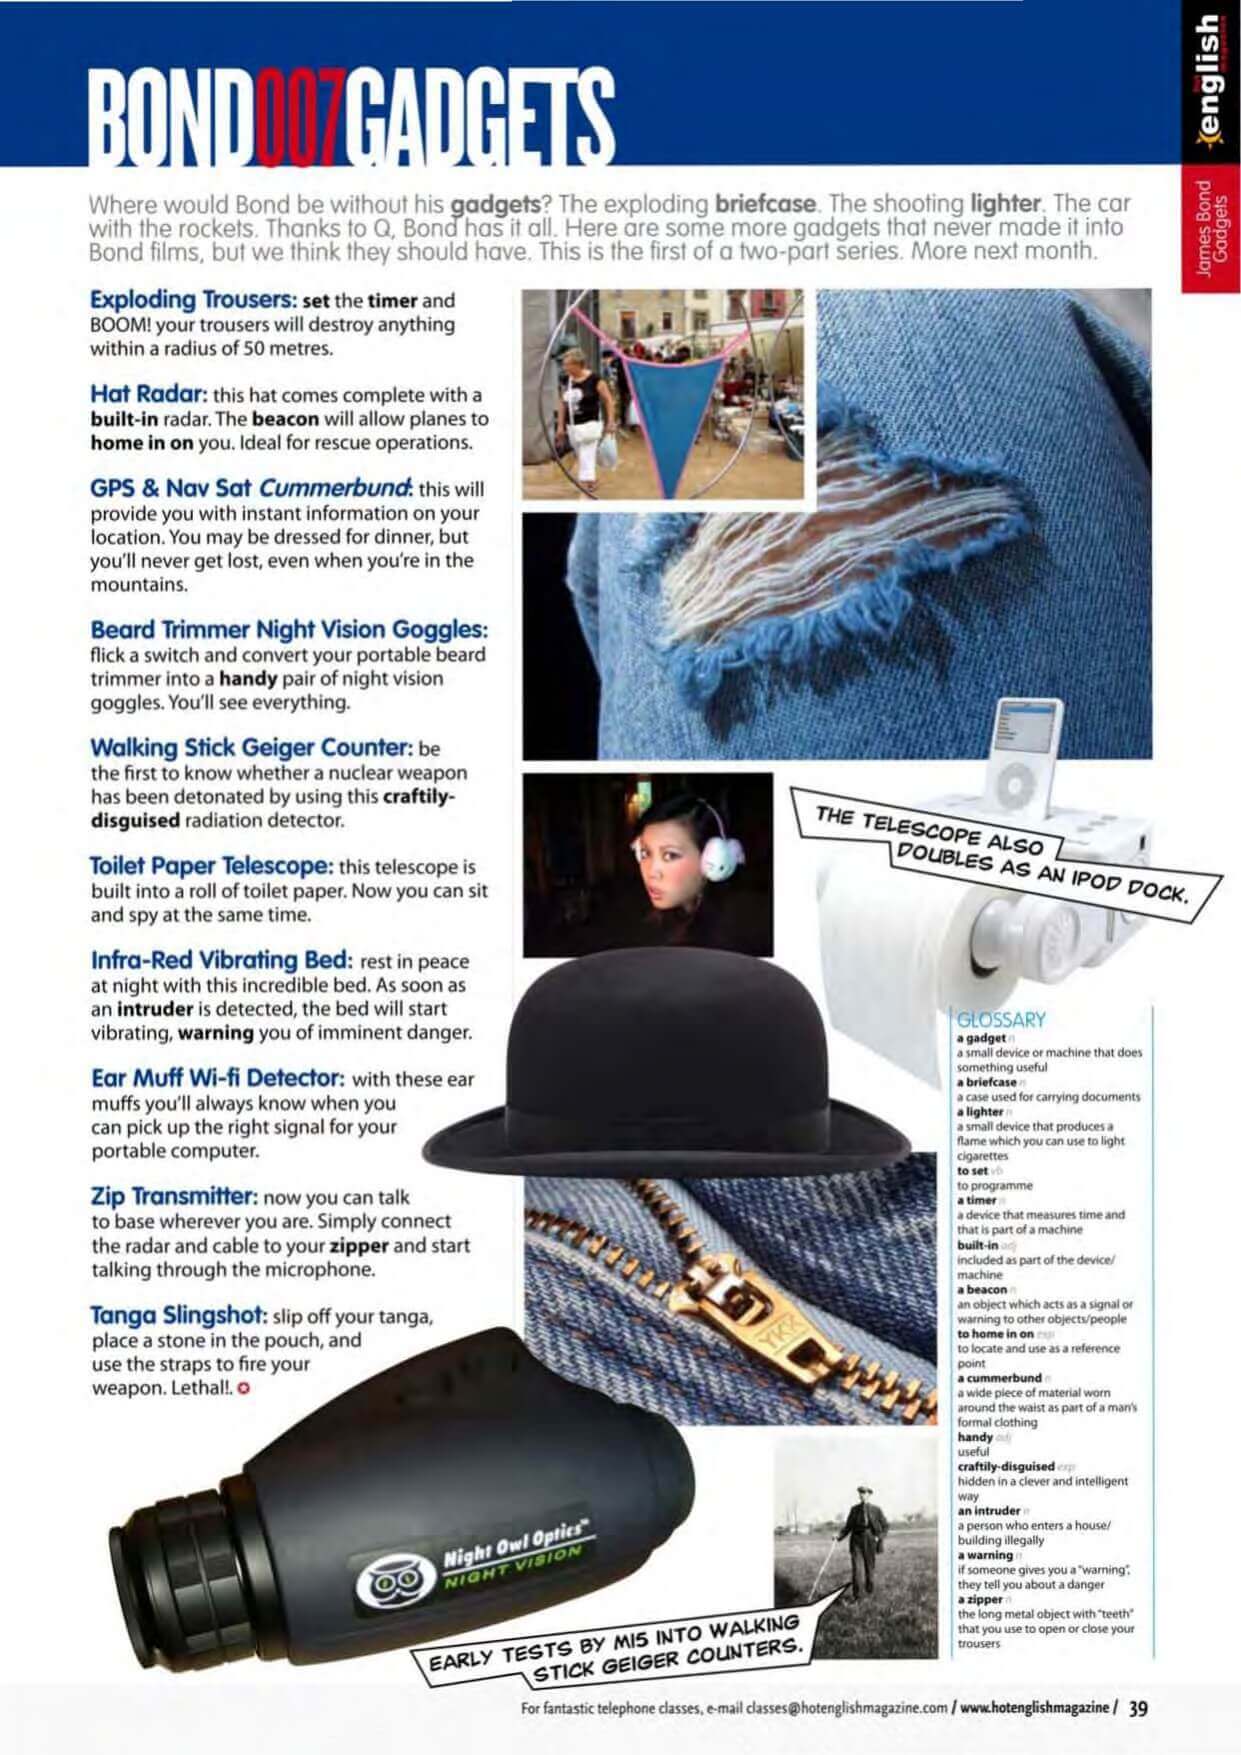 BOND007GADGETS
english
James Bond
Gadgets
Where would Bond be without his gadgets? The exploding briefcase. The shooting lighter. The car
with the rockets. Thanks to Q, Bond has it all. Here are some more gadgets that never made it into
Bond films, but we think they should have. This is the first of a two-part series. More next month.
Exploding Trousers: set the timer and
BOOM! your trousers will destroy anything
within a radius of 50 metres.
Hat Radar: this hat comes complete with a
built-in radar. The beacon will allow planes to
home in on you. Ideal for rescue operations.
GPS & Nav Sat Cummerbund: this will
provide you with instant information on your
location. You may be dressed for dinner, but
you'll never get lost, even when you're in the
mountains.
Beard Trimmer Night Vision Goggles:
flick a switch and convert your portable beard
trimmer into a handy pair of night vision
goggles. You'll see everything.
Walking Stick Geiger Counter: be
the first to know whether a nuclear weapon
has been detonated by using this craftily-
disguised radiation detector.
Toilet Paper Telescope: this telescope is
built into a roll of toilet paper. Now you can sit
and spy at the same time.
Infra-Red Vibrating Bed: rest in peace
at night with this incredible bed. As soon as
an intruder is detected, the bed will start
vibrating, warning you of imminent danger.
Ear Muff Wi-fi Detector: with these ear
muffs you'll always know when you
can pick up the right signal for your
portable computer.
Zip Transmitter: now you can talk
to base wherever you are. Simply connect
the radar and cable to your zipper and start
talking through the microphone.
Tanga Slingshot: slip off your tanga,
place a stone in the pouch, and
use the straps to fire your
weapon. Lethal!.
THE TELESCOPE ALSO
DOUBLES AS AN IPOD DOCK.
YKK
Night Owl Optics™
NIGHT VISION
EARLY TESTS BY MI5 INTO WALKING
STICK GEIGER COUNTERS.
GLOSSARY
a gadget n
a small device or machine that does
something useful
a briefcase n
a case used for carrying documents
a lighter n
a small device that produces a
flame which you can use to light
cigarettes
to set vb
to programme
a timer n
a device that measures time and
that is part of a machine
built-in adj
included as part of the device/
machine
a beacon n
an object which acts as a signal or
warning to other objects/people
to home in on exp
to locate and use as a reference
point
a cummerbund n
a wide piece of material worn
around the waist as part of a man's
formal clothing
handy adj
useful
craftily-disguised exp
hidden in a clever and intelligent
way
an intruder n
a person who enters a house/
building illegally
a warning n
if someone gives you a "warning",
they tell you about a danger
a zipper n
the long metal object with "teeth"
that you use to open or close your
trousers
For fantastic telephone classes, e-mail classes@hotenglishmagazine.com / www.hotenglishmagazine / 39